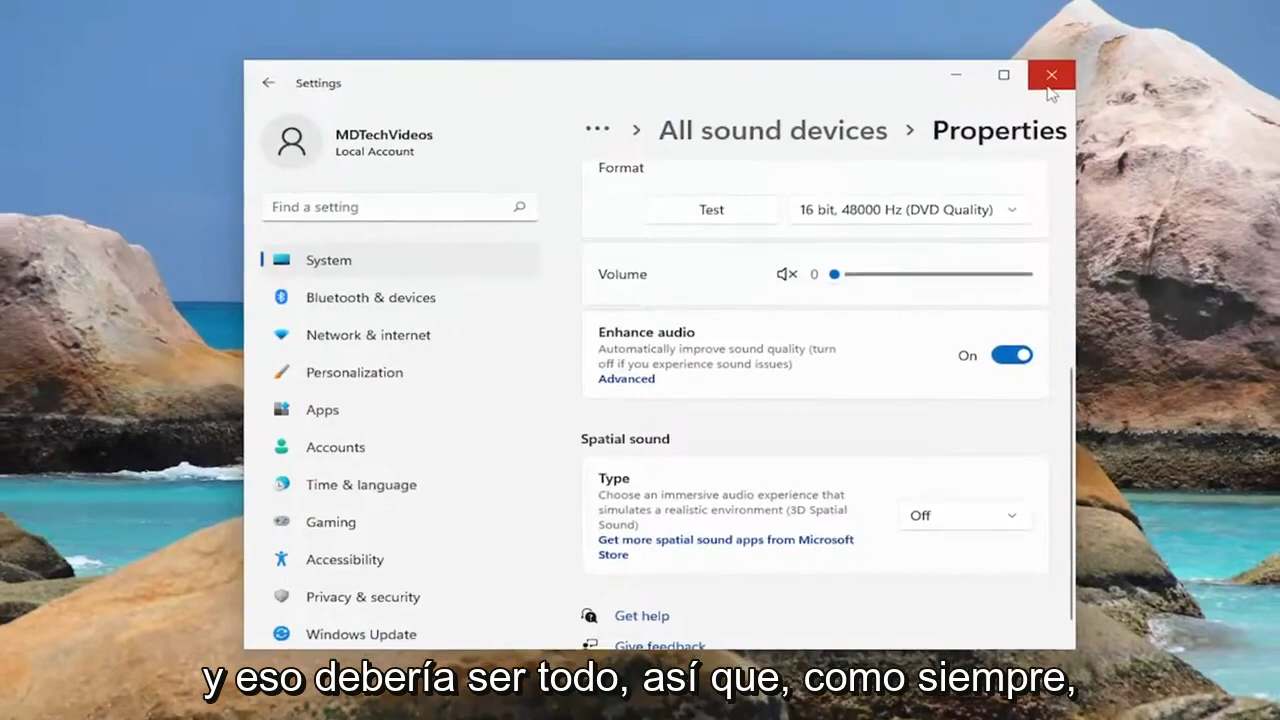 Settings
MDTechVideos
Local Account
Find a setting
System
Bluetooth & devices
Network & internet
Personalization
Apps
Accounts
Time & language
Gaming
Accessibility
Privacy & security
Windows Update
... > All sound devices > Properties
Format
Test
16 bit, 48000 Hz (DVD Quality)
Volume
0
Enhance audio
Automatically improve sound quality (turn
off if you experience sound issues)
Advanced
On
Spatial sound
Type
Choose an immersive audio experience that
simulates a realistic environment (3D Spatial
Sound)
Get more spatial sound apps from Microsoft
Store
Off
Get help
Give feedback
y eso debería ser todo, así que, como siempre,